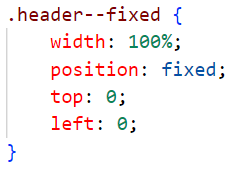 .header--fixed {
    width: 100%;
    position: fixed;
    top: 0;
    left: 0;
}